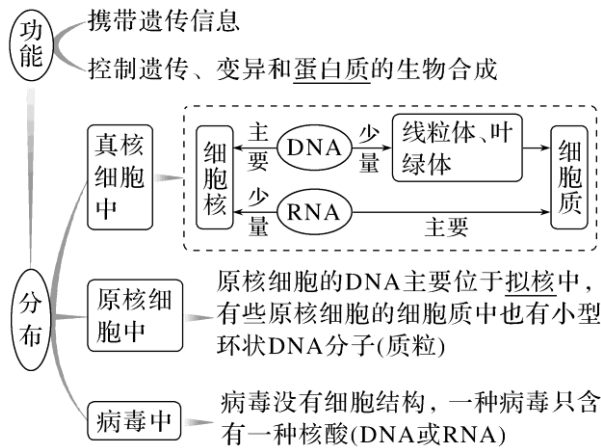 功能
携带遗传信息
控制遗传、变异和蛋白质的生物合成
分布
真核细胞中
细胞核
主要
DNA
少量
线粒体、叶
绿体
细胞质
少量
RNA
主要
原核细
胞中
原核细胞的DNA主要位于拟核中，
有些原核细胞的细胞质中也有小型
环状DNA分子(质粒)
病毒中
病毒没有细胞结构，一种病毒只含
有一种核酸(DNA或RNA)